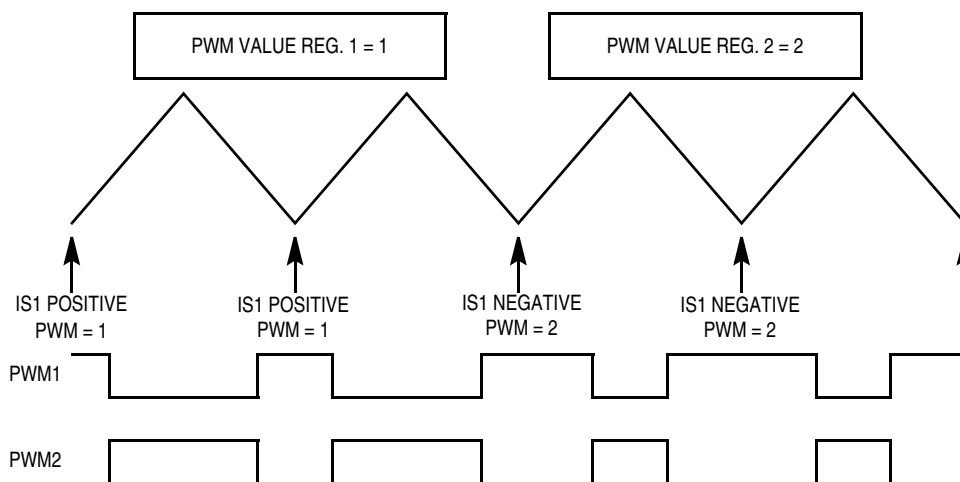 PWM VALUE REG. 1 = 1
PWM VALUE REG. 2 = 2
IS1 POSITIVE
PWM = 1
IS1 POSITIVE
PWM = 1
IS1 NEGATIVE
PWM = 2
IS1 NEGATIVE
PWM = 2
PWM1
PWM2